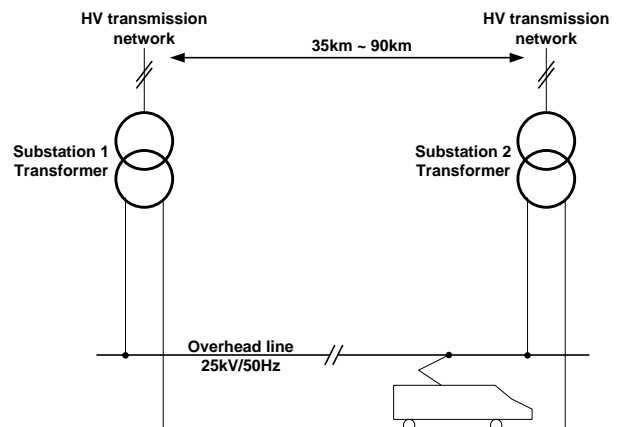 HV transmission
network
HV transmission
network
35km ~ 90km
Substation 1
Transformer
Substation 2
Transformer
Overhead line
25kV/50Hz